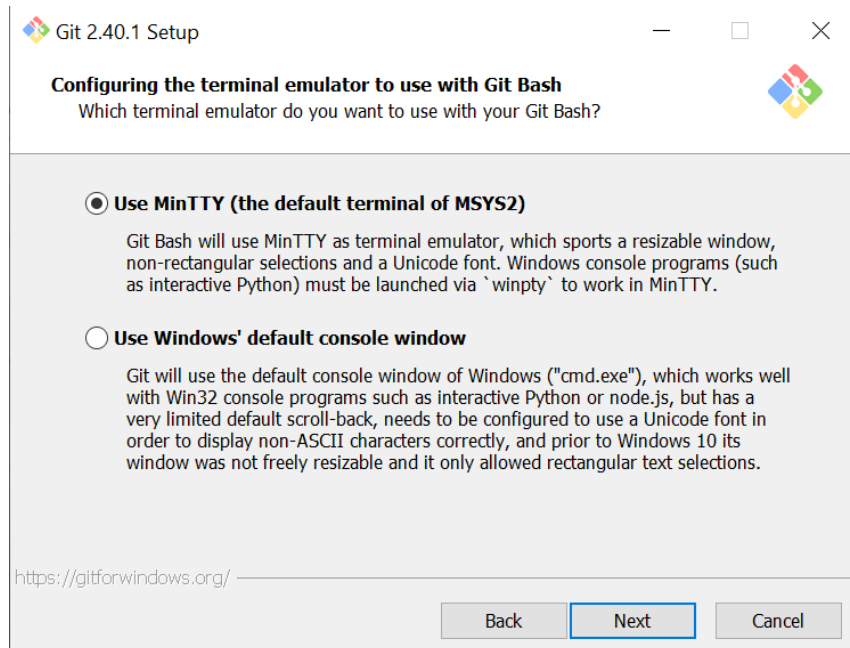 Git 2.40.1 Setup
Configuring the terminal emulator to use with Git Bash
Which terminal emulator do you want to use with your Git Bash?
Use MinTTY (the default terminal of MSYS2)
Git Bash will use MinTTY as terminal emulator, which sports a resizable window,
non-rectangular selections and a Unicode font. Windows console programs (such
as interactive Python) must be launched via `winpty` to work in MinTTY.
Use Windows' default console window
Git will use the default console window of Windows ("cmd.exe"), which works well
with Win32 console programs such as interactive Python or node.js, but has a
very limited default scroll-back, needs to be configured to use a Unicode font in
order to display non-ASCII characters correctly, and prior to Windows 10 its
window was not freely resizable and it only allowed rectangular text selections.
https://gitforwindows.org/
Back Next Cancel